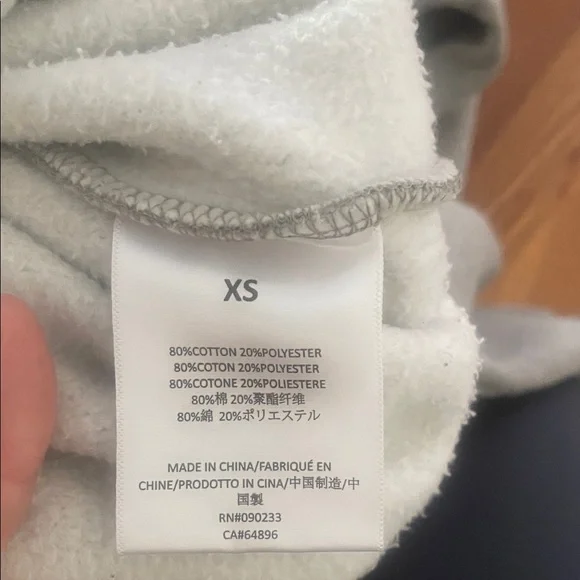 XS
80%COTTON 20%POLYESTER
80%COTON 20%POLYESTER
80%COTONE 20%POLIESTERE
80%棉 20%聚酯纤维
80%綿 20%ポリエステル
MADE IN CHINA/FABRIQUÉ EN
CHINE/PRODOTTO IN CINA/中国制造/中
国製
RN#090233
CA#64896